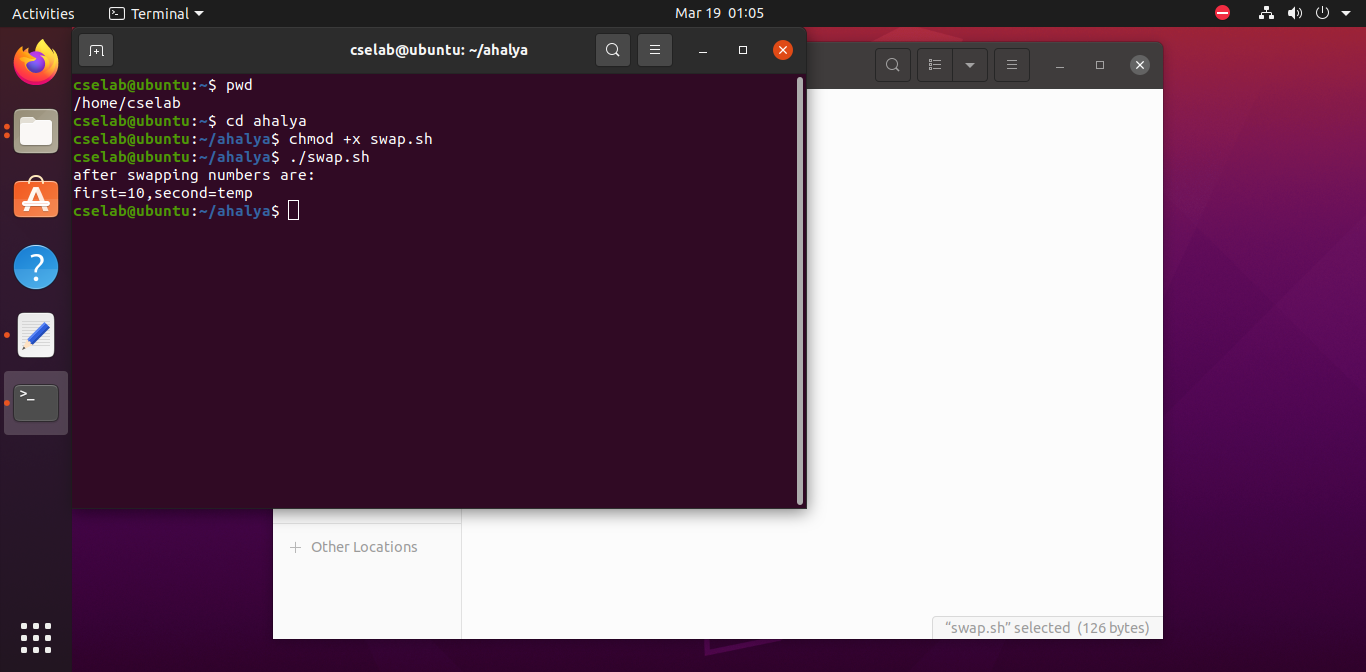 Activities
Terminal
Mar 19 01:05
cselab@ubuntu: ~/ahalya
cselab@ubuntu:~$ pwd
/home/cselab
cselab@ubuntu:~$ cd ahalya
cselab@ubuntu:~/ahalya$ chmod +x swap.sh
cselab@ubuntu:~/ahalya$ ./swap.sh
after swapping numbers are:
first=10,second=temp
cselab@ubuntu:~/ahalya$
+ Other Locations
“swap.sh” selected (126 bytes)